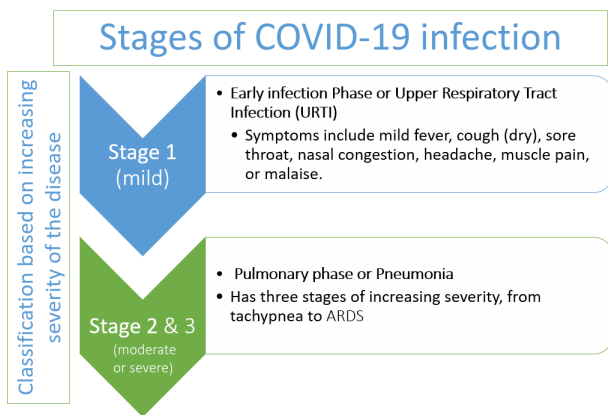 Stages of COVID-19 infection
Classification based on increasing
severity of the disease
Stage 1
(mild)
• Early infection Phase or Upper Respiratory Tract
Infection (URTI)
• Symptoms include mild fever, cough (dry), sore
throat, nasal congestion, headache, muscle pain,
or malaise.
Stage 2 & 3
(moderate
or severe)
• Pulmonary phase or Pneumonia
• Has three stages of increasing severity, from
tachypnea to ARDS